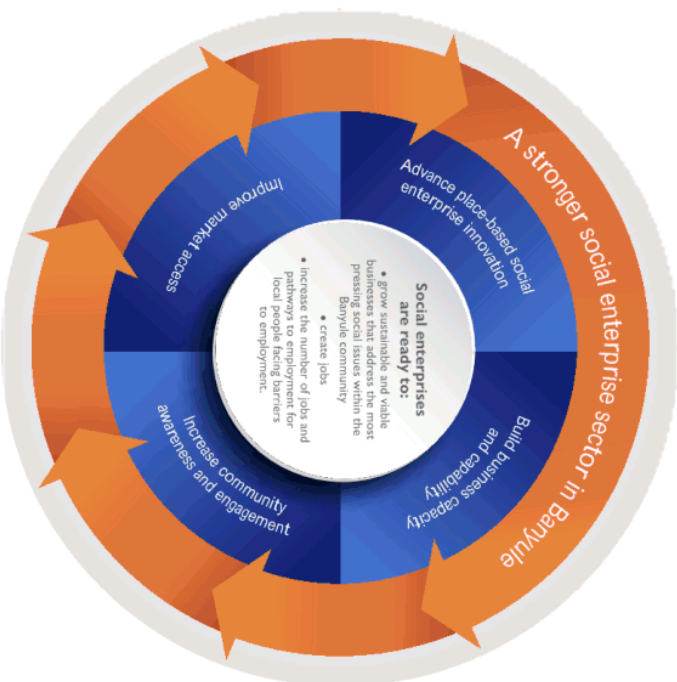 A stronger social enterprise sector in Banyule
Advance place-based social
enterprise innovation
Build business capacity
and capability
Increase community
awareness and engagement
Improve market access
Social enterprises
are ready to:
• grow sustainable and viable
businesses that address the most
pressing social issues within the
Banyule community
• create jobs
• increase the number of jobs and
pathways to employment for
local people facing barriers
to employment.